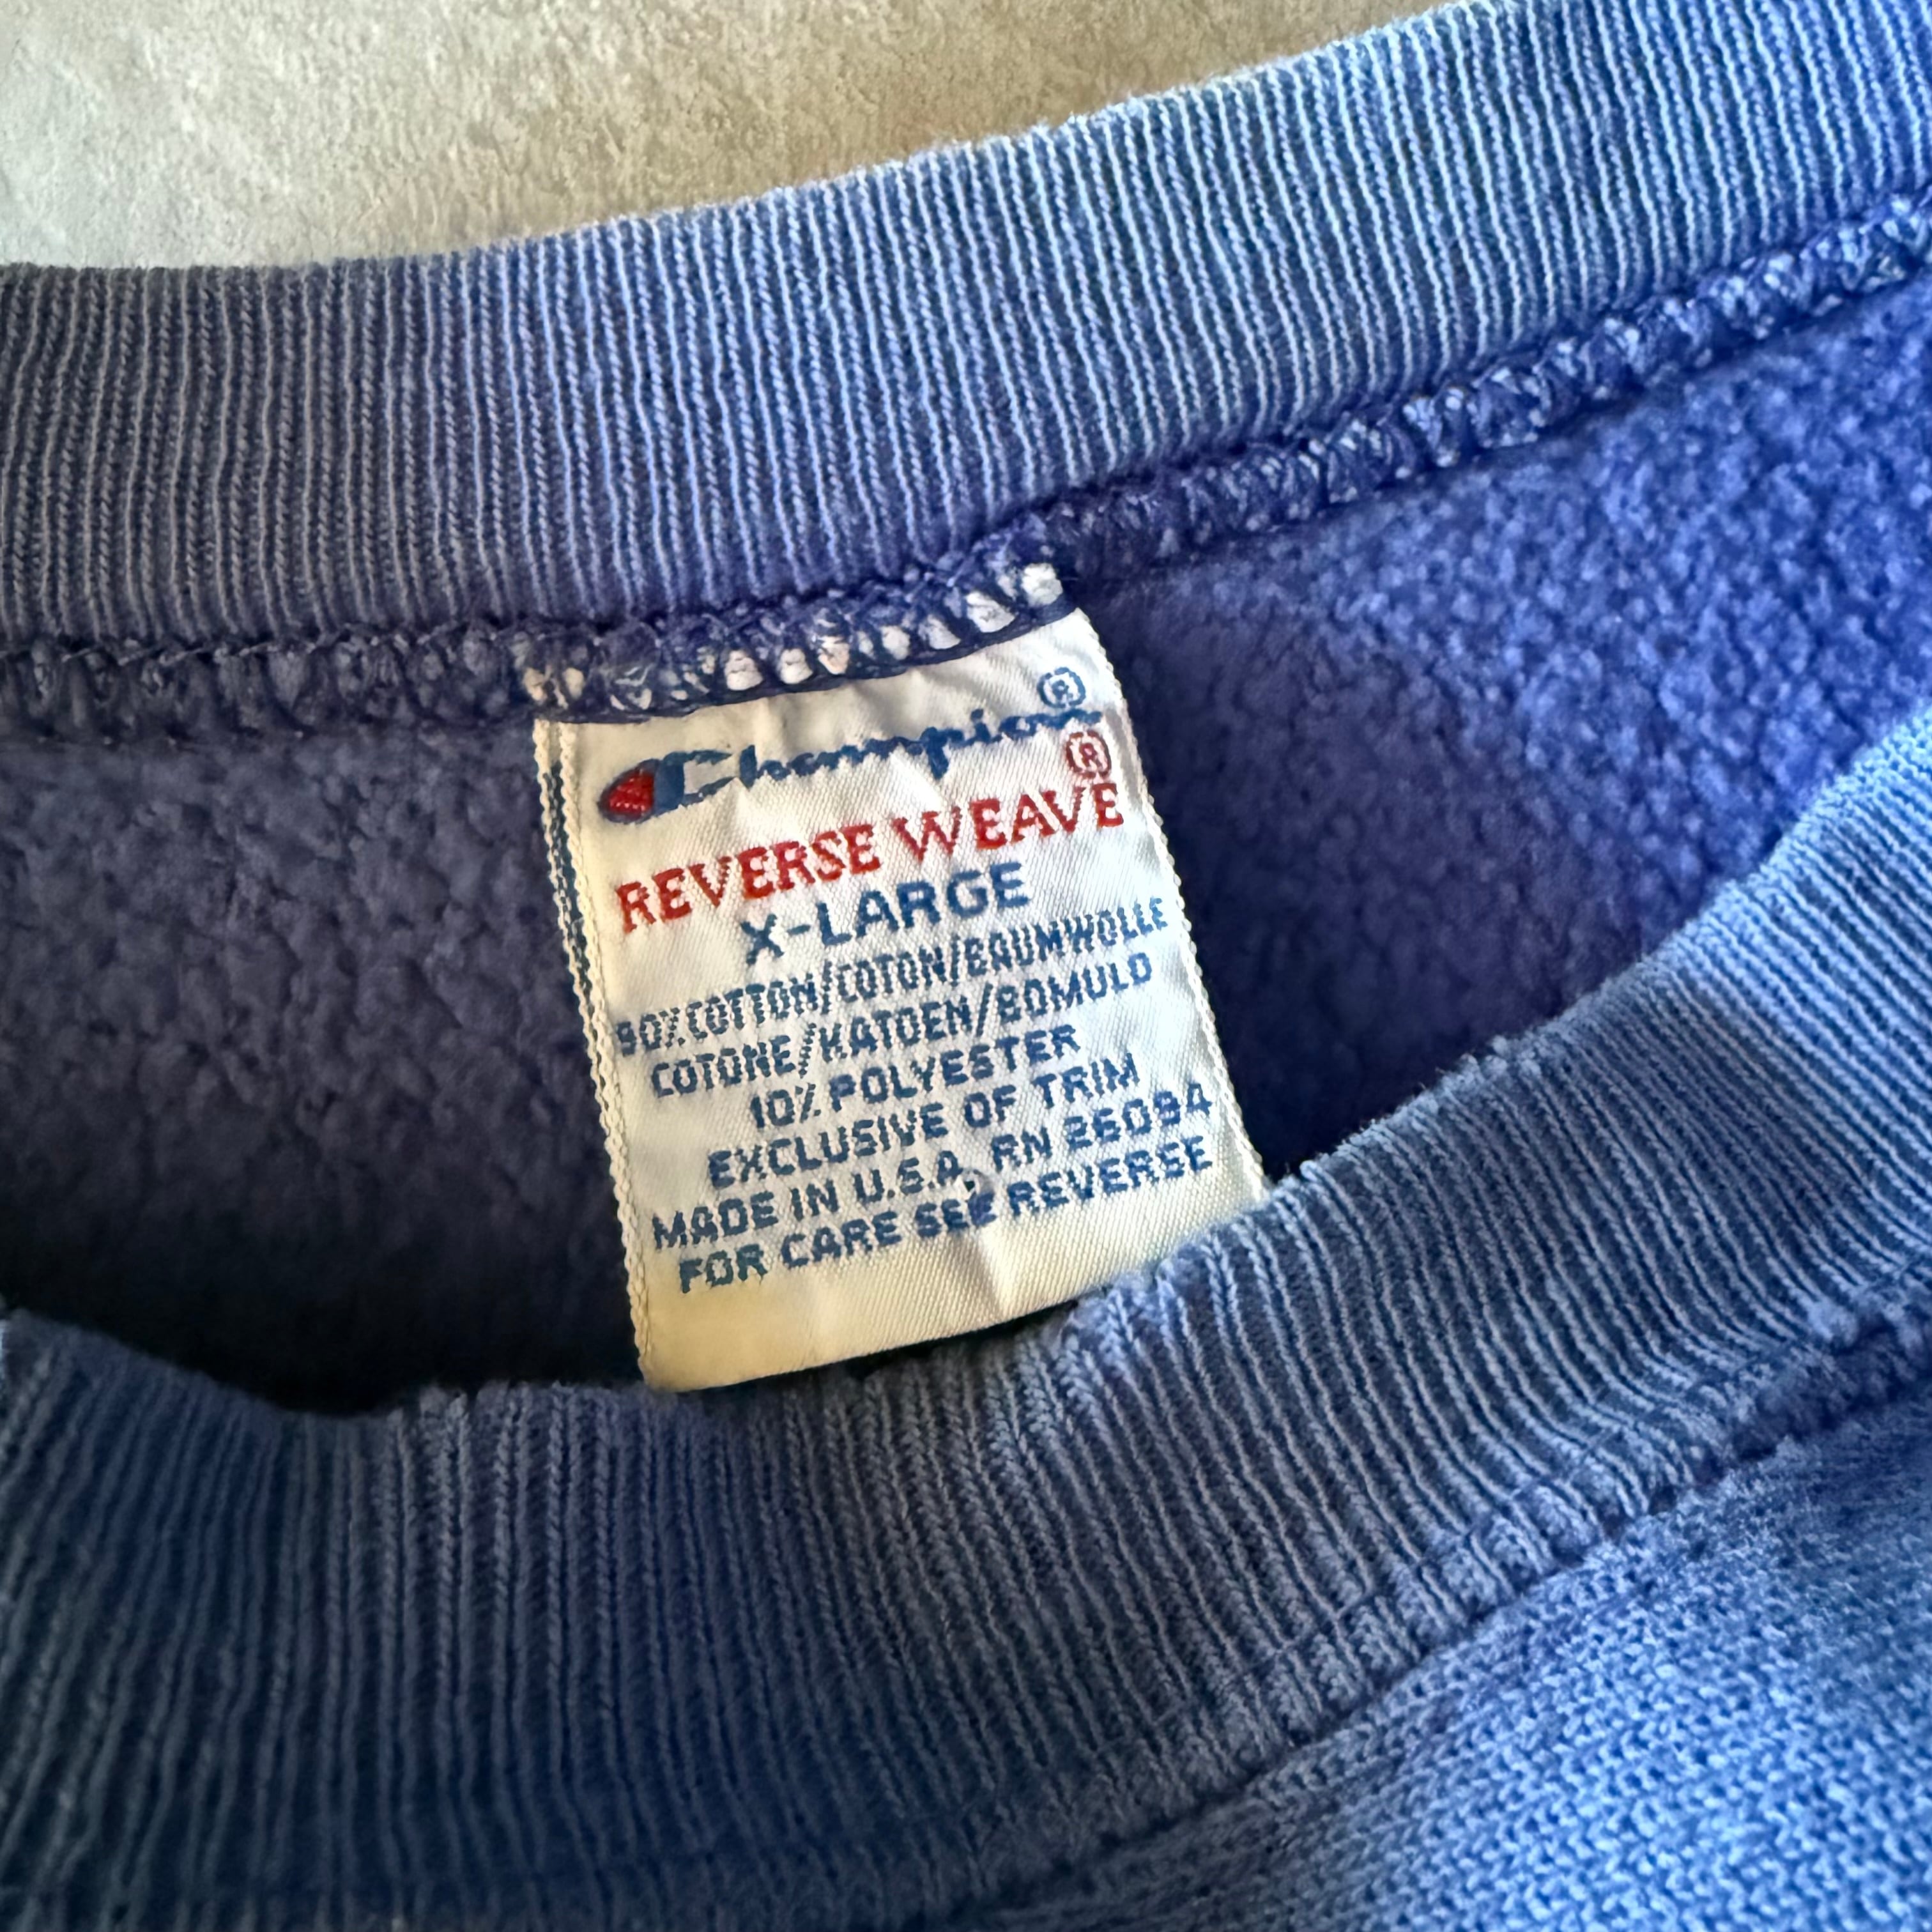 Champion®
REVERSE WEAVE®
X-LARGE
90%COTTON/COTON/BAUMWOLLE
COTONE/KATOEN/BOMULD
10% POLYESTER
EXCLUSIVE OF TRIM
MADE IN U.S.A. RN 26094
FOR CARE SEE REVERSE